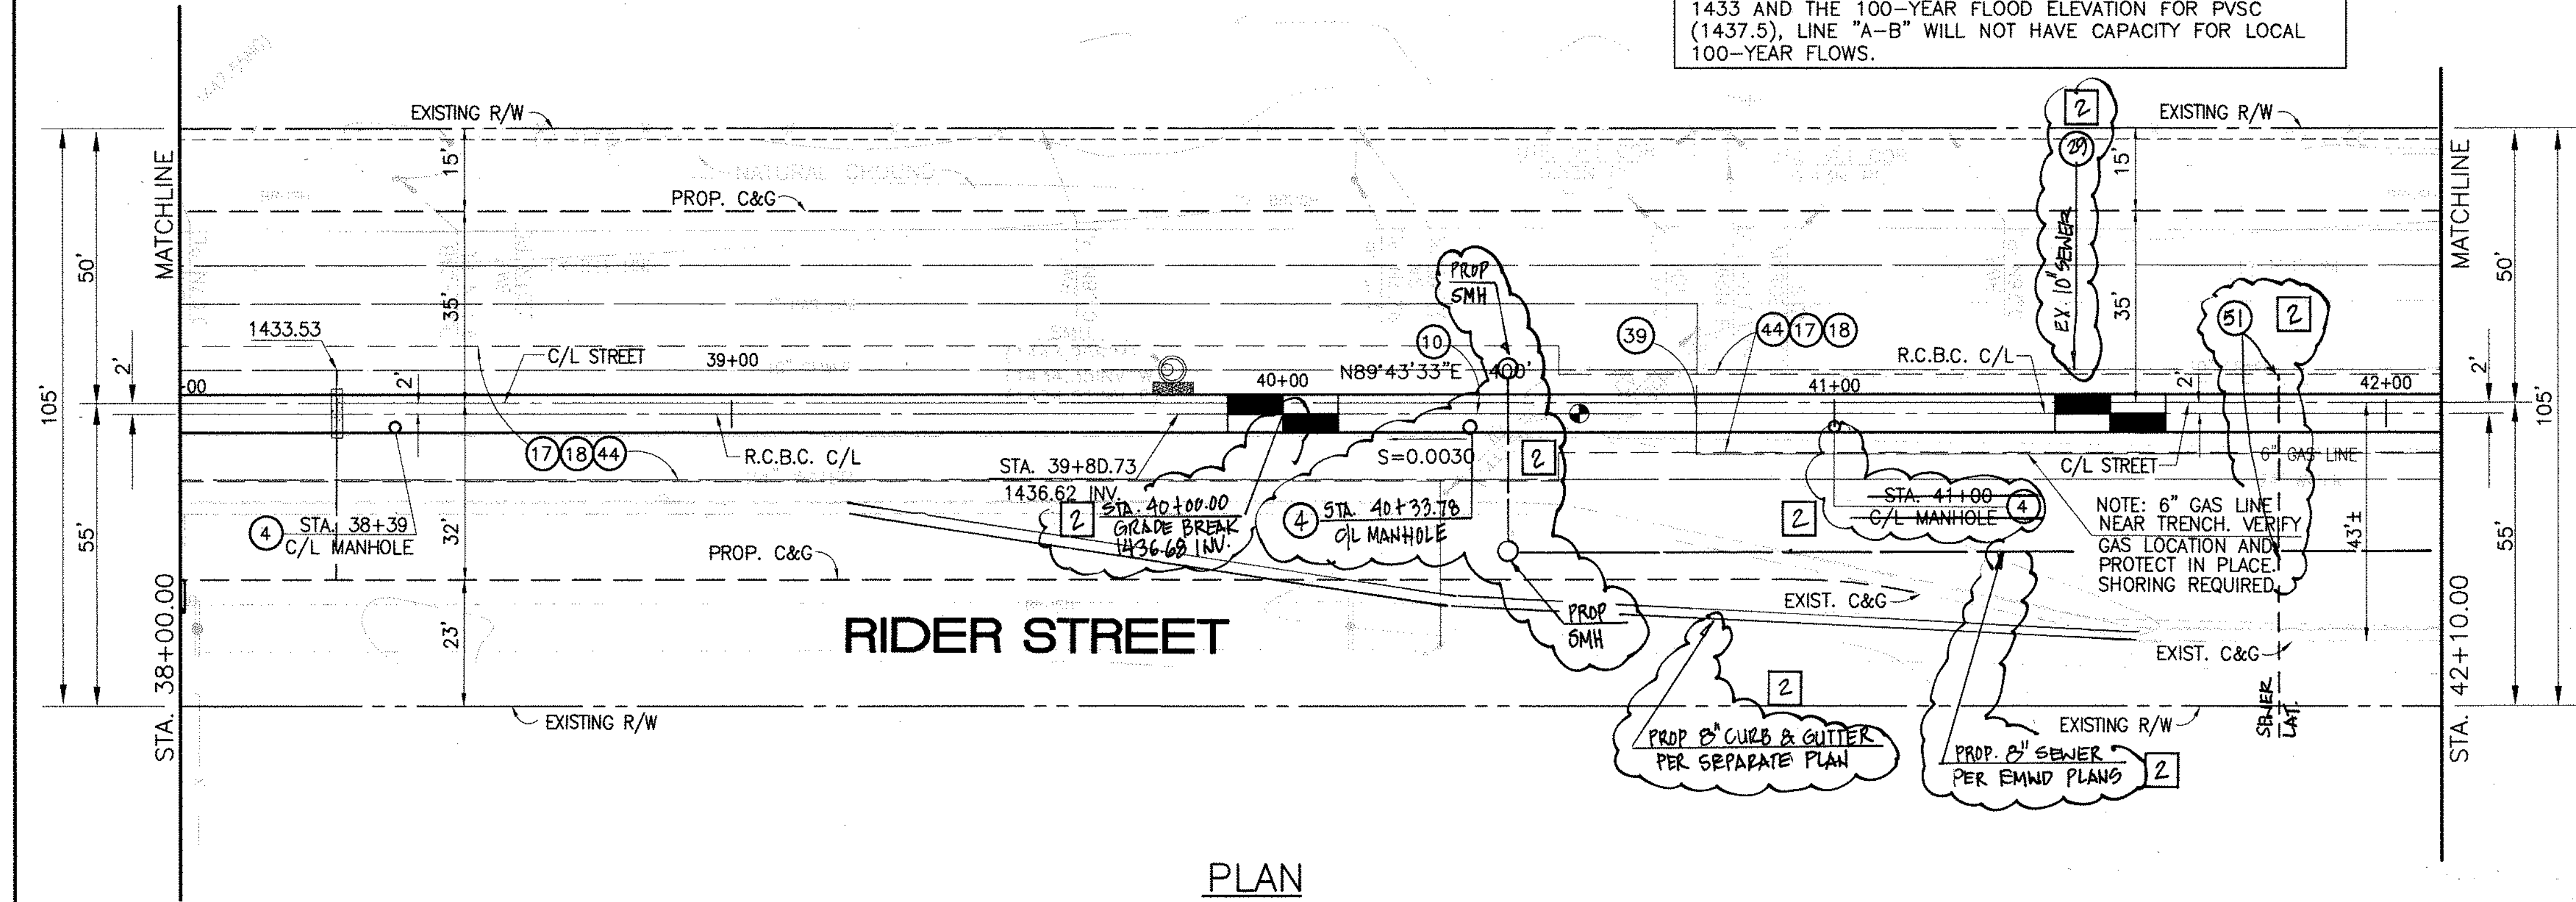 1433 AND THE 100-YEAR FLOOD ELEVATION FOR PVSC
(1437.5), LINE "A-B" WILL NOT HAVE CAPACITY FOR LOCAL
100-YEAR FLOWS.
EXISTING R/W
2
EXISTING R/W
29
15'
15'
NATURAL GROUND
PROP. C&G
MATCHLINE
MATCHLINE
50'
50'
35'
35'
EX. 10" SEWER
PROP
SMH
51
2
1433.53
C/L STREET
39+00
10
39
44 17 18
R.C.B.C. C/L
2'
2'
2'
2'
-00
40+00
N89°43'33"E
400'
41+00
42+00
105'
105'
17 18 44
R.C.B.C. C/L
STA. 39+80.73
1436.62 INV.
S=0.0030
2
C/L STREET
6" GAS LINE
4
STA. 38+39
C/L MANHOLE
32'
2
STA. 40+00.00
GRADE BREAK
1436.68 INV.
4
STA. 40+33.78
C/L MANHOLE
2
STA. 41+00
C/L MANHOLE
4
NOTE: 6" GAS LINE
NEAR TRENCH. VERIFY
GAS LOCATION AND
PROTECT IN PLACE.
SHORING REQUIRED.
43'±
55'
55'
PROP. C&G
EXIST. C&G
STA. 38+00.00
STA. 42+10.00
23'
RIDER STREET
PROP
SMH
EXIST. C&G
SEWER
LAT.
2
EXISTING R/W
EXISTING R/W
PROP 8" CURB & GUTTER
PER SEPARATE PLAN
PROP. 8" SEWER
PER EMWD PLANS
2
PLAN